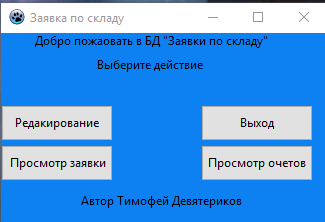 Заявка по складу
Добро пожаовать в БД "Заявки по складу"
Выберите действие
Редакирование
Выход
Просмотр заявки
Просмотр очетов
Автор Тимофей Девятериков